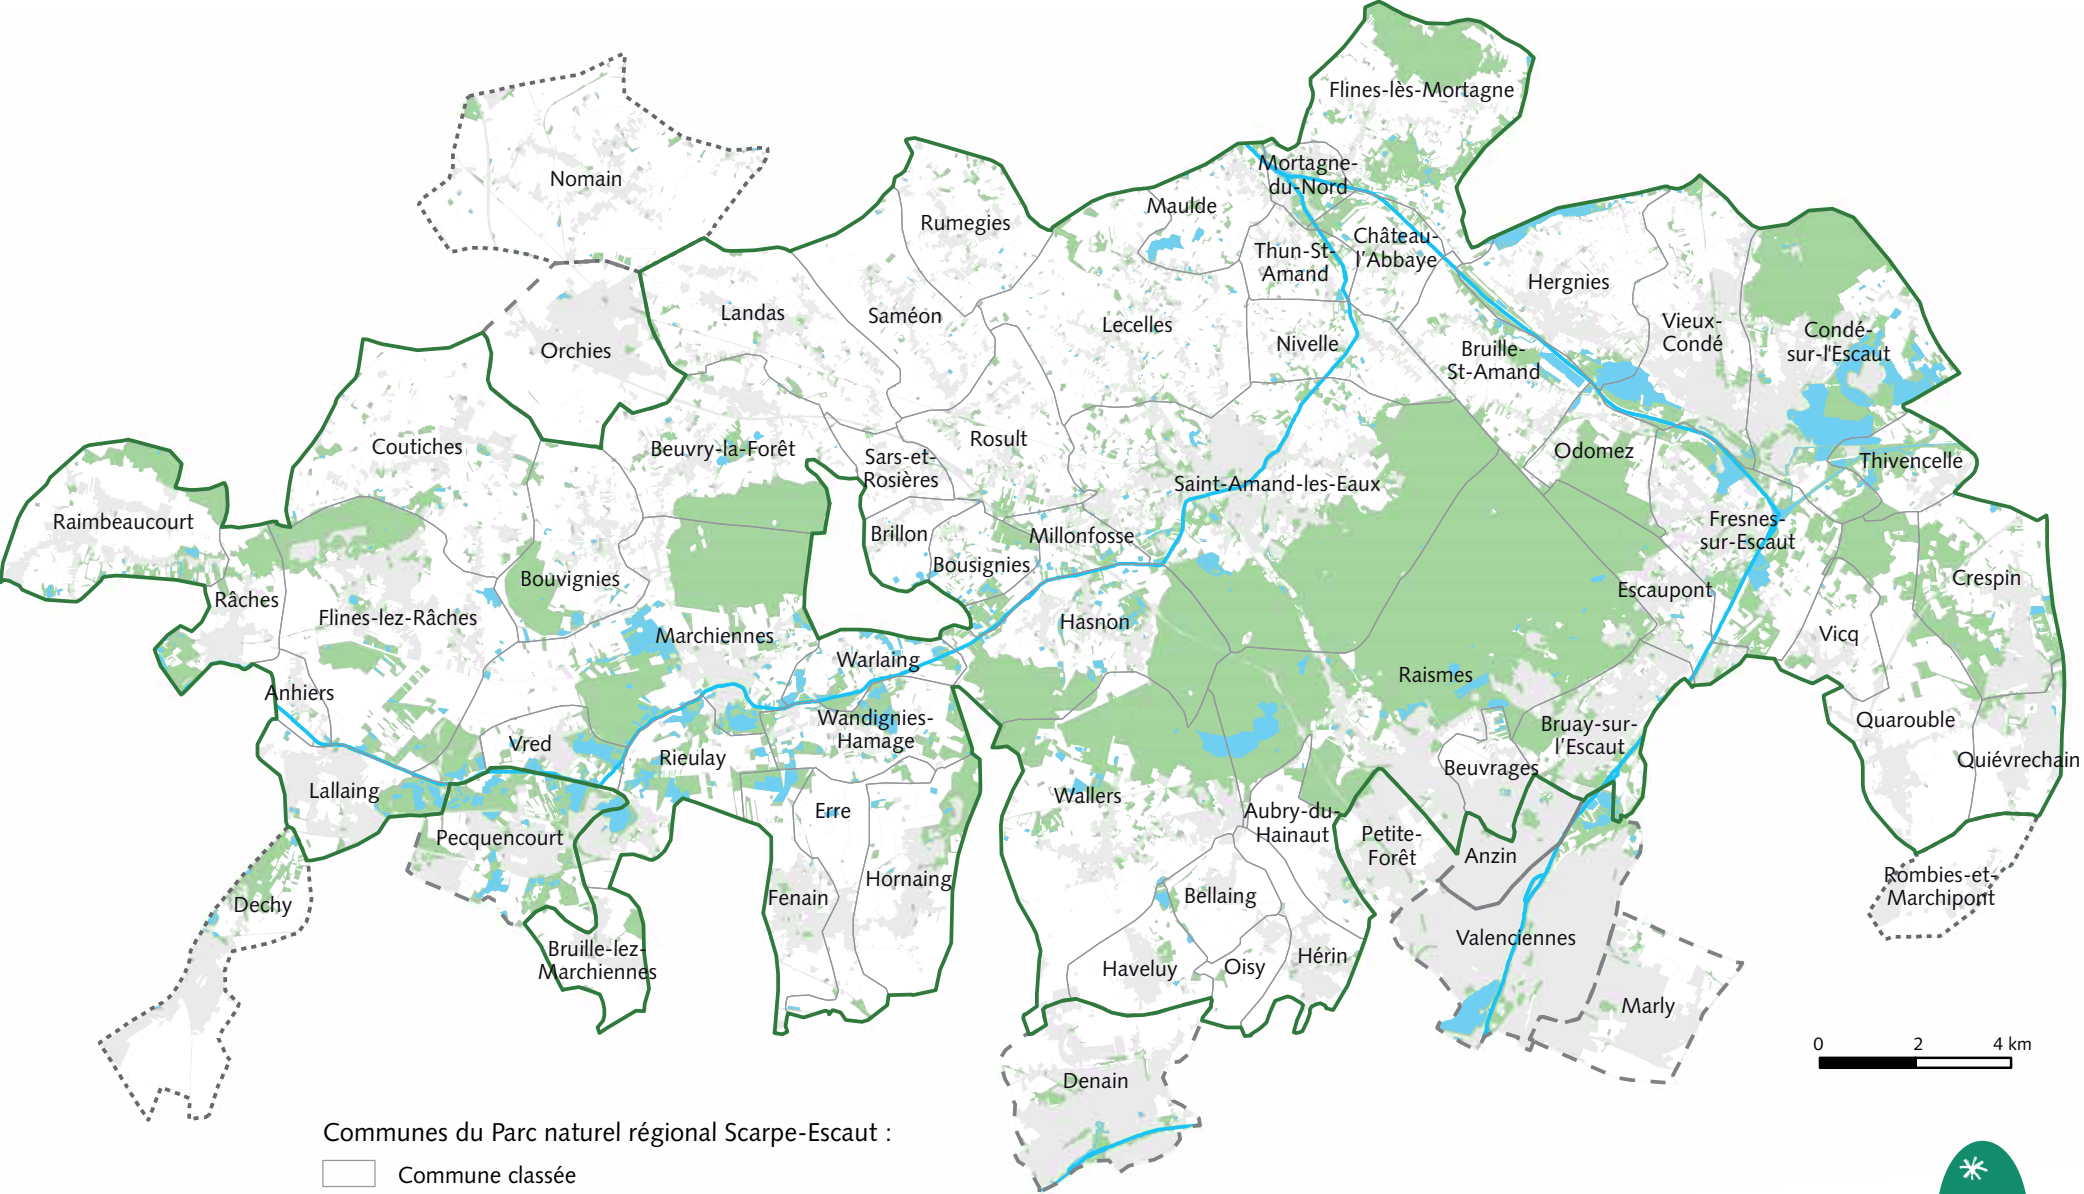 Flines-lès-Mortagne
Nomain
Mortagne-
du-Nord
Maulde
Rumegies
Château-
l'Abbaye
Thun-St-
Amand
Hergnies
Landas
Saméon
Lecelles
Vieux-
Condé
Condé-
sur-l'Escaut
Nivelle
Orchies
Bruille-
St-Amand
Coutiches
Beuvry-la-Forêt
Rosult
Odomez
Thivencelle
Sars-et-
Rosières
Saint-Amand-les-Eaux
Raimbeaucourt
Brillon
Millonfosse
Fresnes-
sur-Escaut
Bousignies
Bouvignies
Crespin
Escaupont
Râches
Flines-lez-Râches
Hasnon
Marchiennes
Vicq
Warlaing
Raismes
Anhiers
Wandignies-
Hamage
Quarouble
Bruay-sur-
l'Escaut
Vred
Rieulay
Quiévrechain
Beuvrages
Lallaing
Wallers
Erre
Aubry-du-
Hainaut
Pecquencourt
Petite-
Forêt
Anzin
Hornaing
Rombies-et-
Marchipont
Fenain
Bellaing
Dechy
Valenciennes
Bruille-lez-
Marchiennes
Haveluy
Oisy
Hérin
Marly
0 2 4 km
Denain
Communes du Parc naturel régional Scarpe-Escaut :
Commune classée